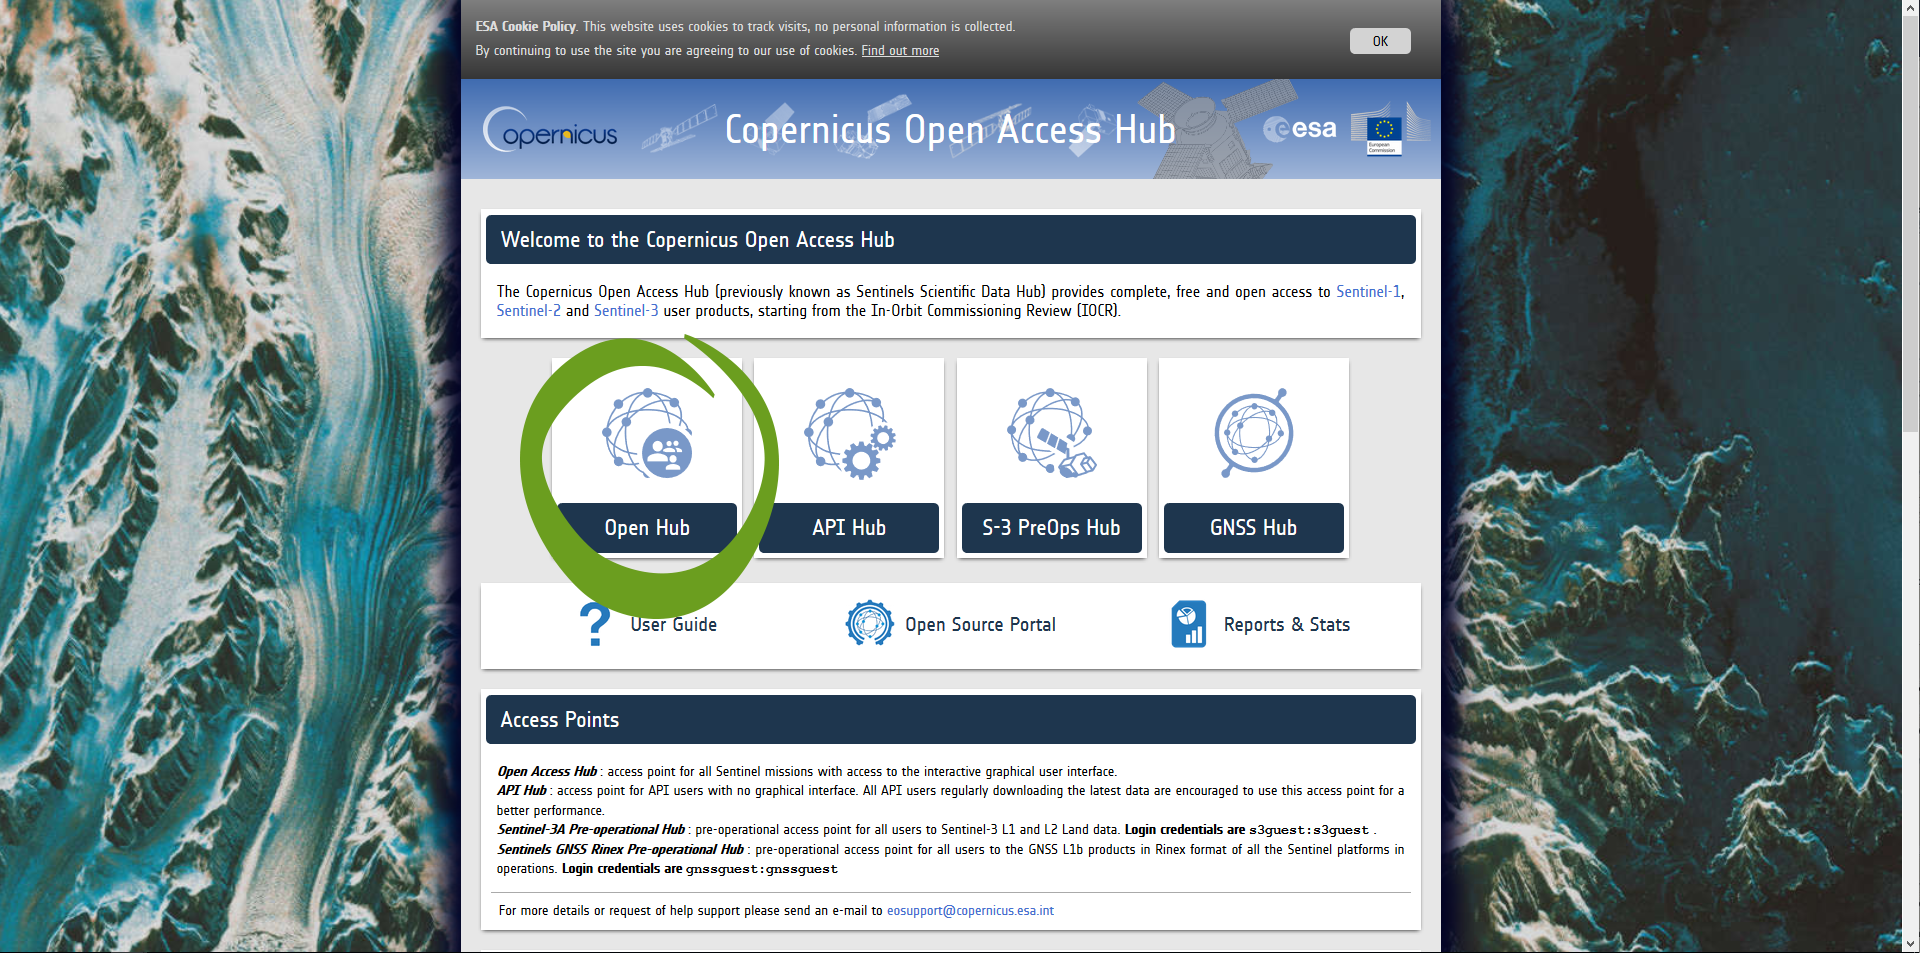 ESA Cookie Policy. This website uses cookies to track visits, no personal information is collected.
By continuing to use the site you are agreeing to our use of cookies. Find out more
OK
opernicus
Copernicus Open Access Hub
esa
European
Commission
Welcome to the Copernicus Open Access Hub
The Copernicus Open Access Hub (previously known as Sentinels Scientific Data Hub) provides complete, free and open access to Sentinel-1,
Sentinel-2 and Sentinel-3 user products, starting from the In-Orbit Commissioning Review (IOCR).
Open Hub
API Hub
S-3 PreOps Hub
GNSS Hub
?
User Guide
Open Source Portal
Reports & Stats
Access Points
Open Access Hub : access point for all Sentinel missions with access to the interactive graphical user interface.
API Hub : access point for API users with no graphical interface. All API users regularly downloading the latest data are encouraged to use this access point for a
better performance.
Sentinel-3A Pre-operational Hub : pre-operational access point for all users to Sentinel-3 L1 and L2 Land data. Login credentials are s3guest:s3guest .
Sentinels GNSS Rinex Pre-operational Hub : pre-operational access point for all users to the GNSS L1b products in Rinex format of all the Sentinel platforms in
operations. Login credentials are gnssguest:gnssguest
For more details or request of help support please send an e-mail to eosupport@copernicus.esa.int